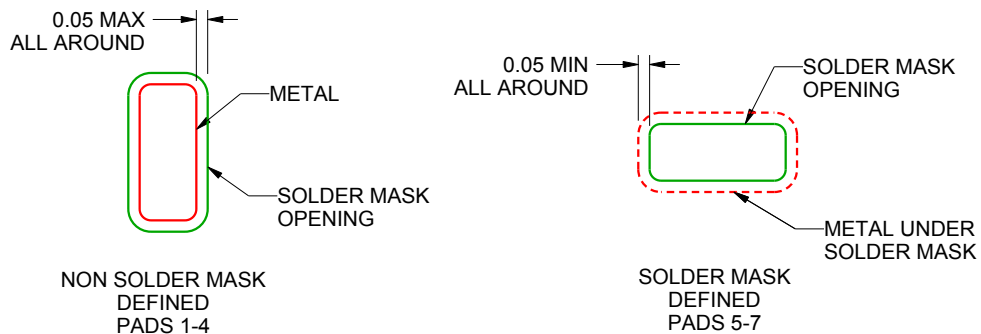 0.05 MAX
ALL AROUND
METAL
SOLDER MASK
OPENING
NON SOLDER MASK
DEFINED
PADS 1-4
0.05 MIN
ALL AROUND
SOLDER MASK
OPENING
METAL UNDER
SOLDER MASK
SOLDER MASK
DEFINED
PADS 5-7